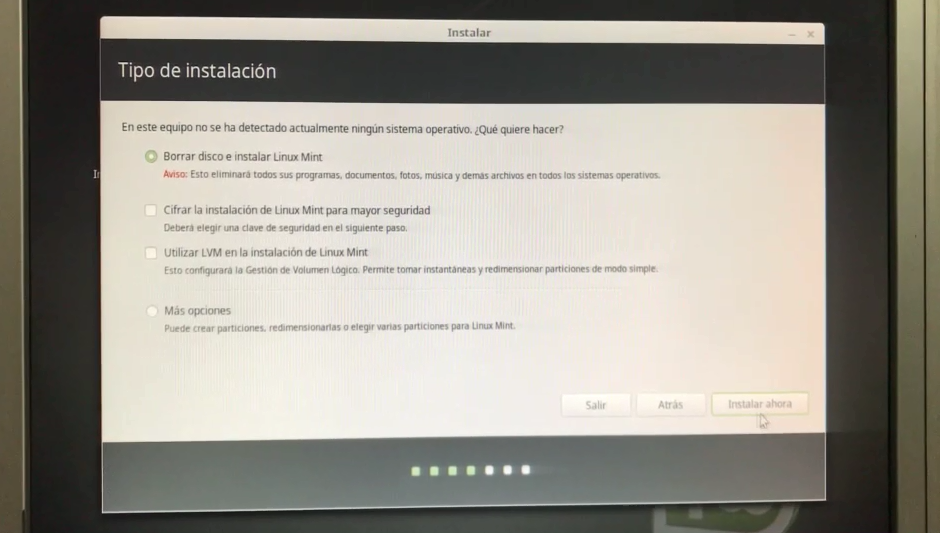 Instalar
Tipo de instalación
En este equipo no se ha detectado actualmente ningún sistema operativo. ¿Qué quiere hacer?
Borrar disco e instalar Linux Mint
Aviso: Esto eliminará todos sus programas, documentos, fotos, música y demás archivos en todos los sistemas operativos.
Cifrar la instalación de Linux Mint para mayor seguridad
Deberá elegir una clave de seguridad en el siguiente paso.
Utilizar LVM en la instalación de Linux Mint
Esto configurará la Gestión de Volumen Lógico. Permite tomar instantáneas y redimensionar particiones de modo simple.
Más opciones
Puede crear particiones, redimensionarlas o elegir varias particiones para Linux Mint.
Salir
Atrás
Instalar ahora